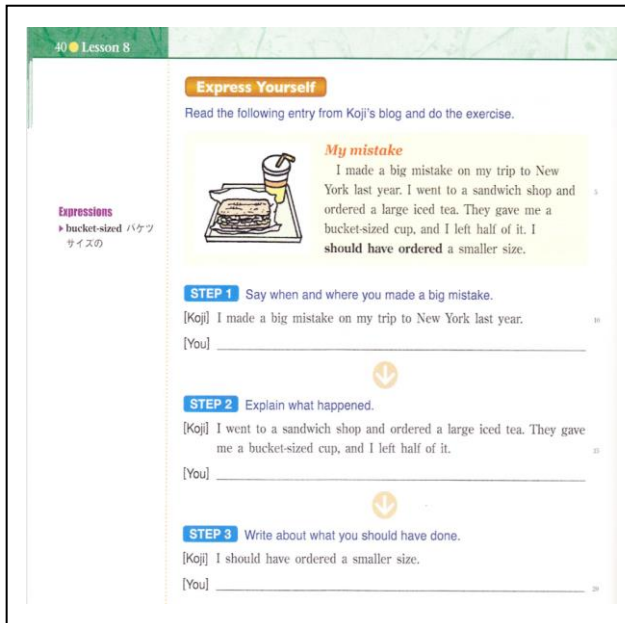 40 Lesson 8
Express Yourself
Read the following entry from Koji's blog and do the exercise.
My mistake
I made a big mistake on my trip to New
York last year. I went to a sandwich shop and
5
ordered a large iced tea. They gave me a
bucket-sized cup, and I left half of it. I
should have ordered a smaller size.
Expressions
▶ bucket-sized バケツ
サイズの
STEP 1 Say when and where you made a big mistake.
[Koji] I made a big mistake on my trip to New York last year.
[You]
STEP 2 Explain what happened.
[Koji] I went to a sandwich shop and ordered a large iced tea. They gave
me a bucket-sized cup, and I left half of it.
[You]
STEP 3 Write about what you should have done.
[Koji] I should have ordered a smaller size.
[You]
20